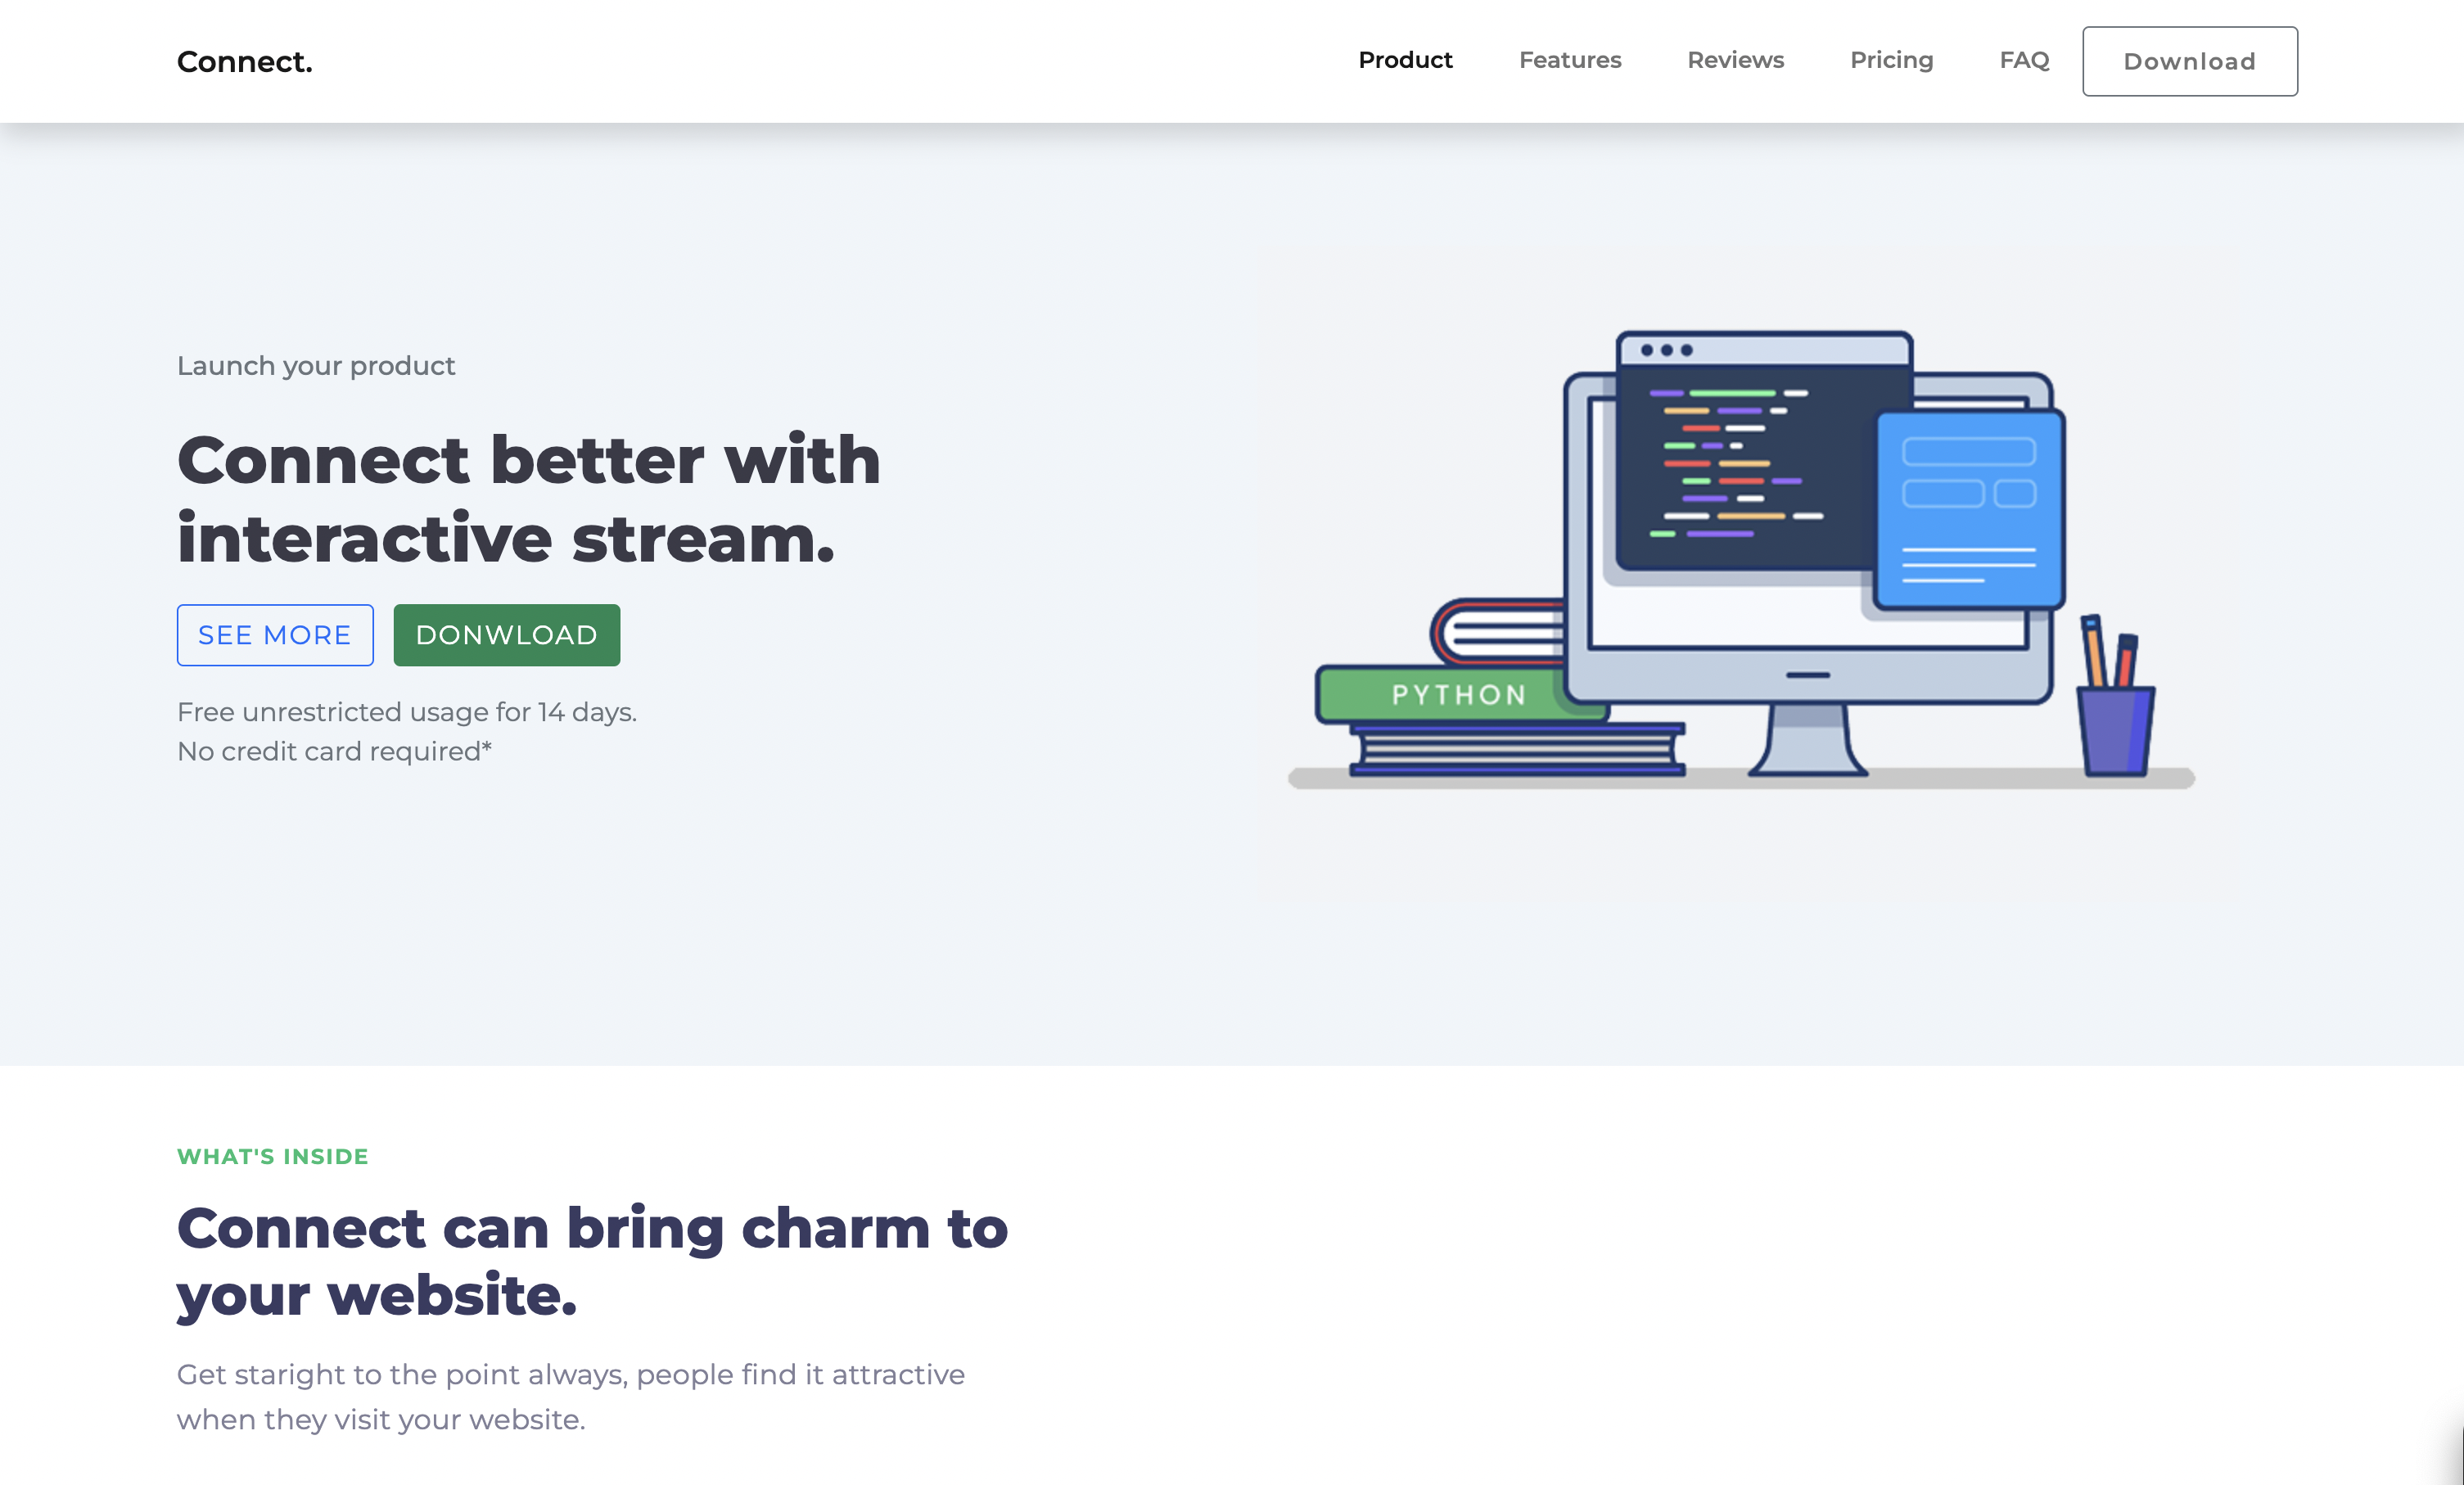 Connect.
Product Features Reviews Pricing FAQ Download
Launch your product
Connect better with
interactive stream.
SEE MORE DONWLOAD
Free unrestricted usage for 14 days.
No credit card required*
PYTHON
WHAT'S INSIDE
Connect can bring charm to
your website.
Get staright to the point always, people find it attractive
when they visit your website.